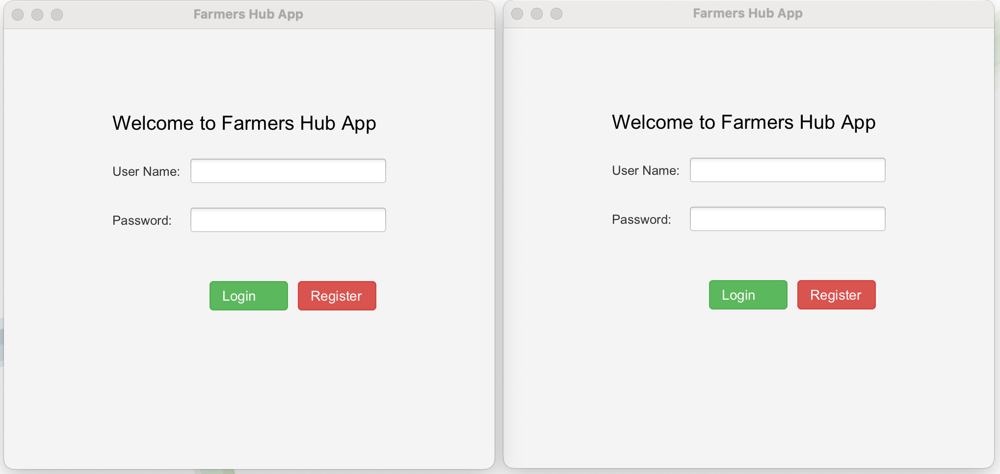 Farmers Hub App
Welcome to Farmers Hub App
User Name:
Password:
Login
Register
Farmers Hub App
Welcome to Farmers Hub App
User Name:
Password:
Login
Register